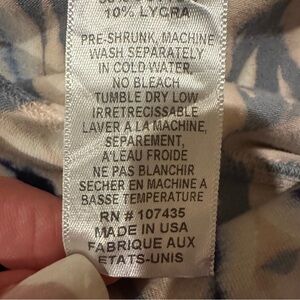 10% LYCRA
PRE-SHRUNK, MACHINE
WASH SEPARATELY
IN COLD WATER,
NO BLEACH
TUMBLE DRY LOW
IRRETRECISSABLE
LAVER A LA MACHINE,
SEPAREMENT,
A'LEAU FROIDE
NE PAS BLANCHIR
SECHER EN MACHINE A
BASSE TEMPERATURE
RN # 107435
MADE IN USA
FABRIQUE AUX
ETATS-UNIS